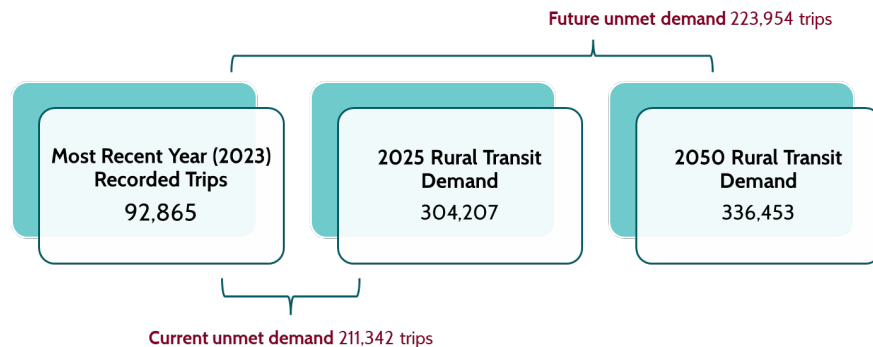 Future unmet demand 223,954 trips
Most Recent Year (2023)
Recorded Trips
92,865
2025 Rural Transit
Demand
304,207
2050 Rural Transit
Demand
336,453
Current unmet demand 211,342 trips